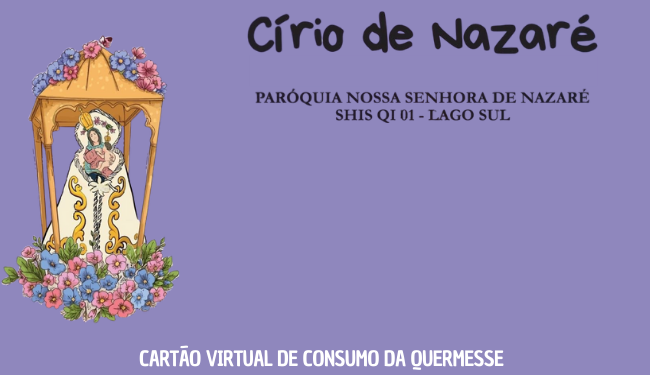 Círio de Nazaré
PARÓQUIA NOSSA SENHORA DE NAZARÉ
SHIS QI 01 - LAGO SUL
CARTÃO VIRTUAL DE CONSUMO DA QUERMESSE